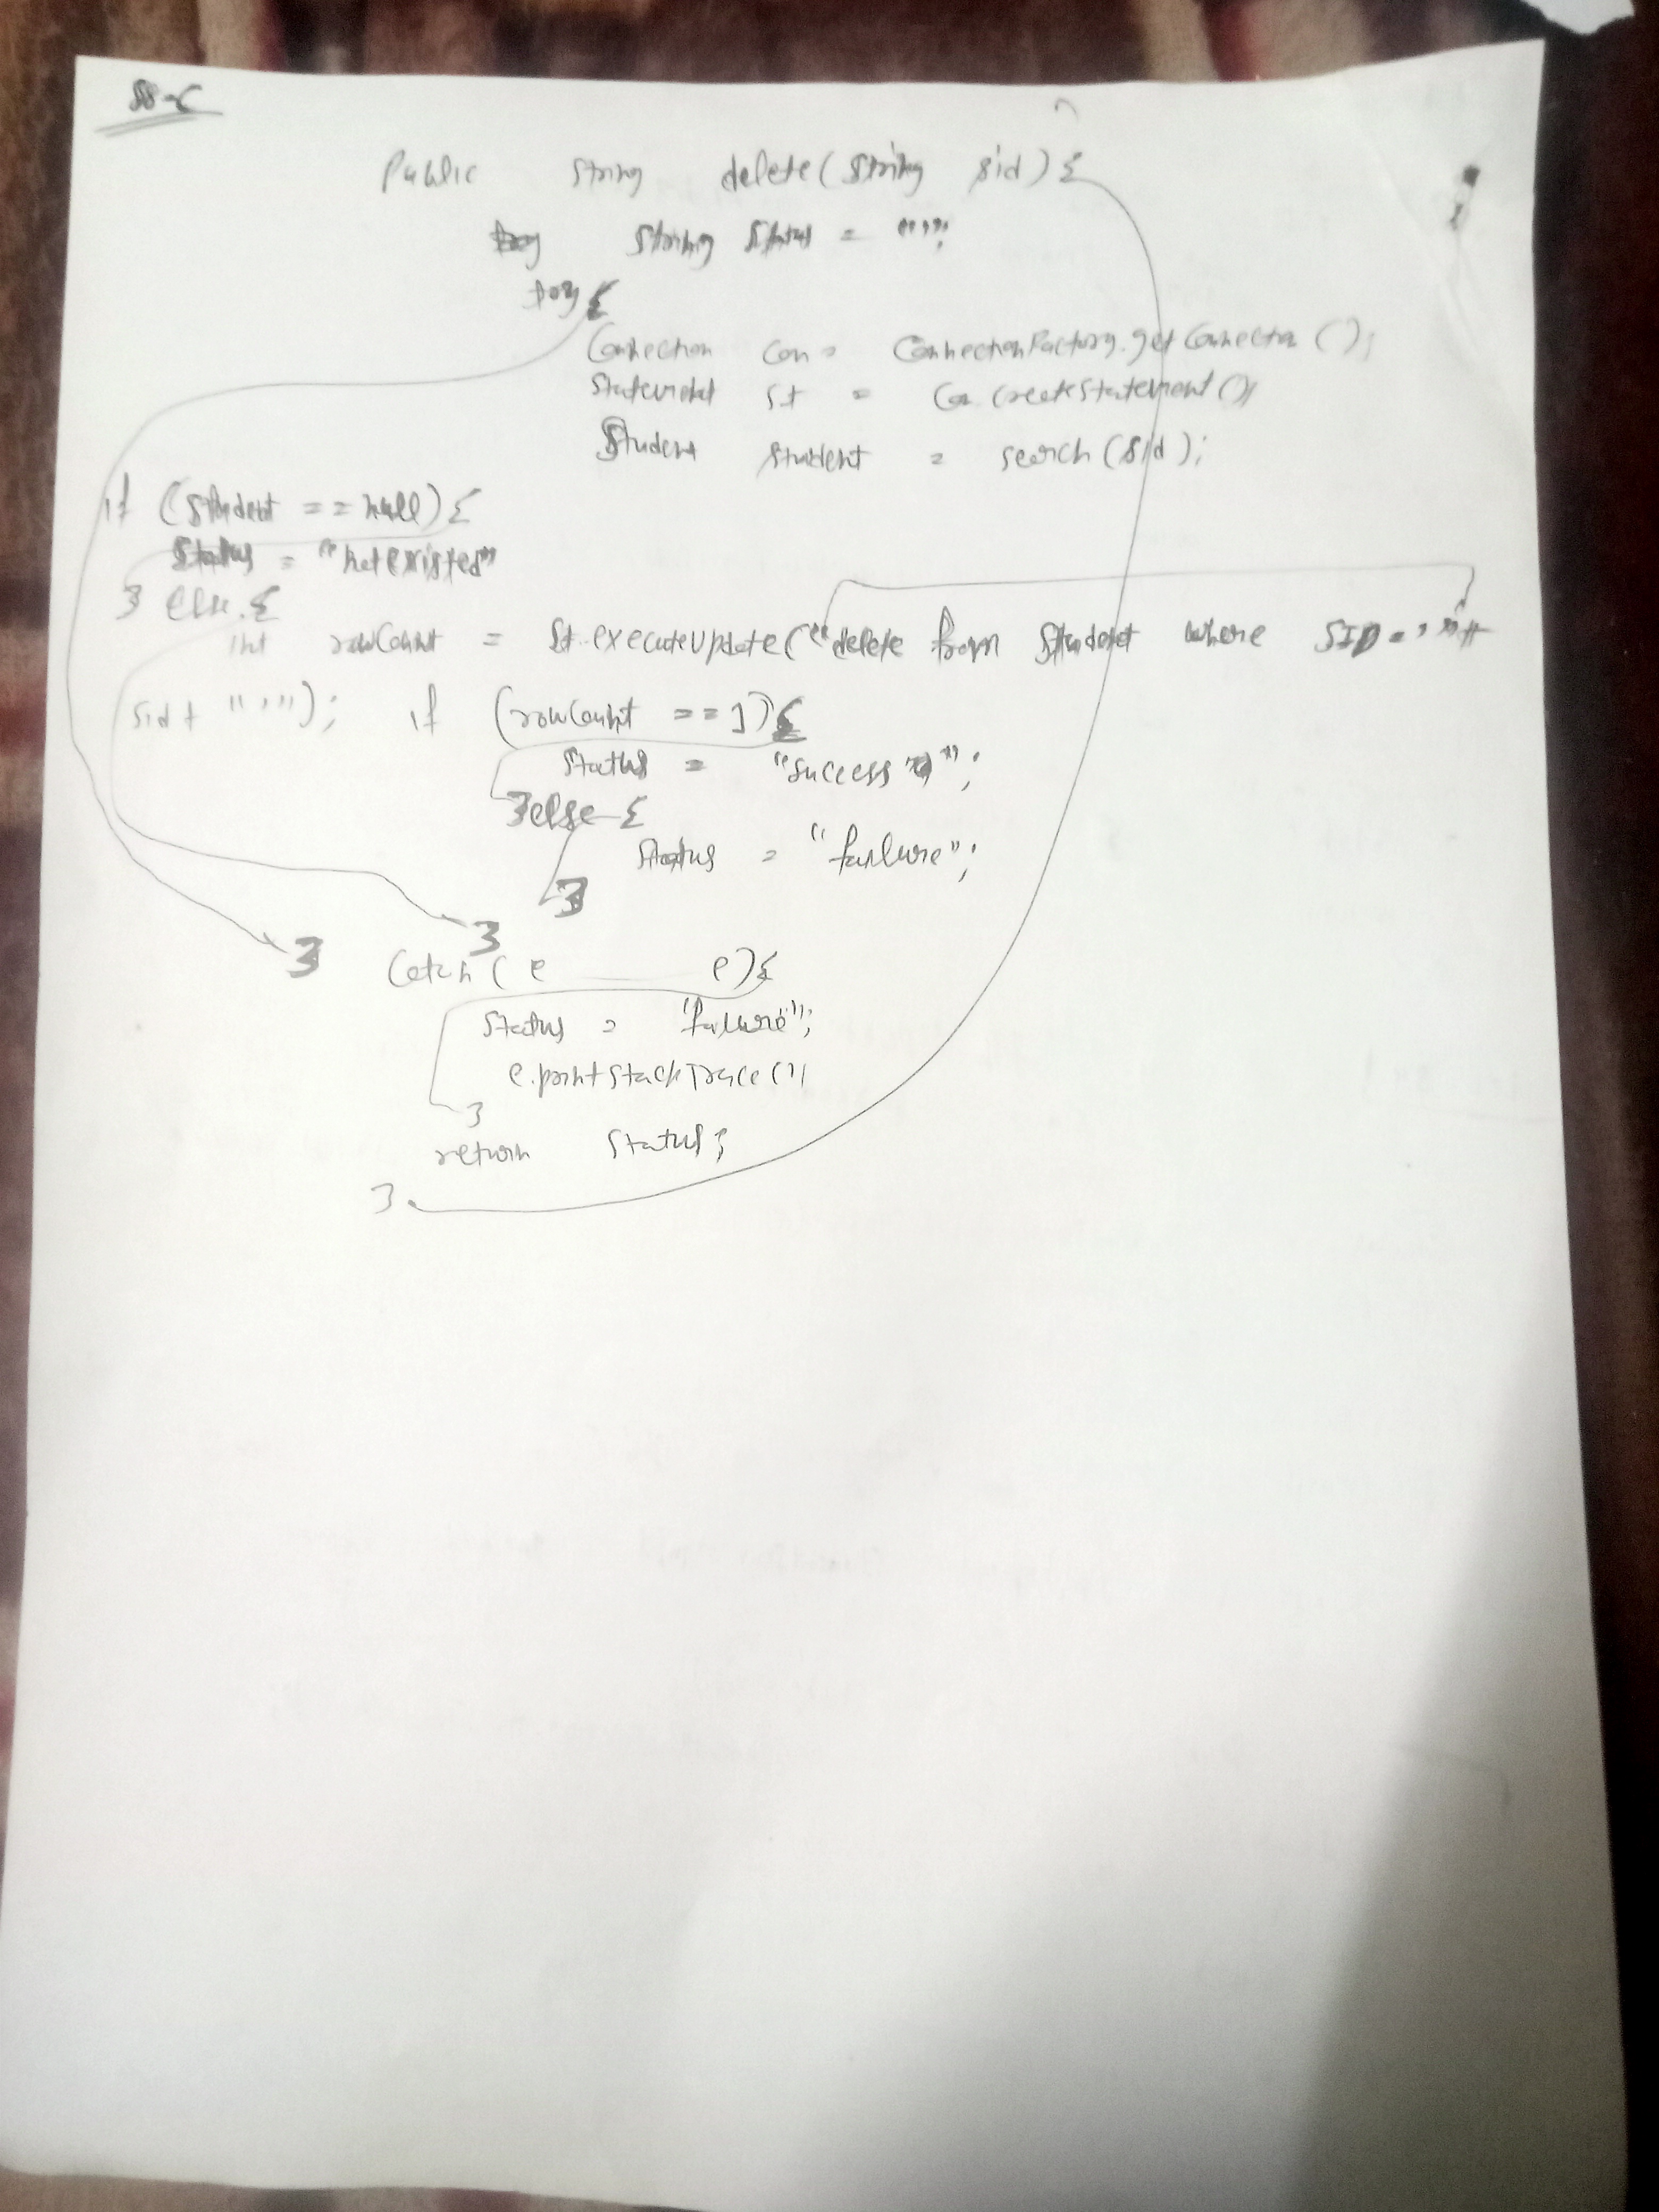 88-C
Public String delete(String sid) {
String Status = "";
try {
Connection Con = ConnectionFactory.getConnection();
Statement st = Con.createStatement();
Student student = search(sid);
if (student == null) {
Status = "notexisted"
} else {
int rowCount = st.executeUpdate("delete from Student where SID = '"+
sid + "'"); if (rowCount == 1) {
Status = "success";
} else {
Status = "failure";
}
}
} Catch ( e e) {
Status = "failure";
e.printStackTrace();
}
return Status;
}